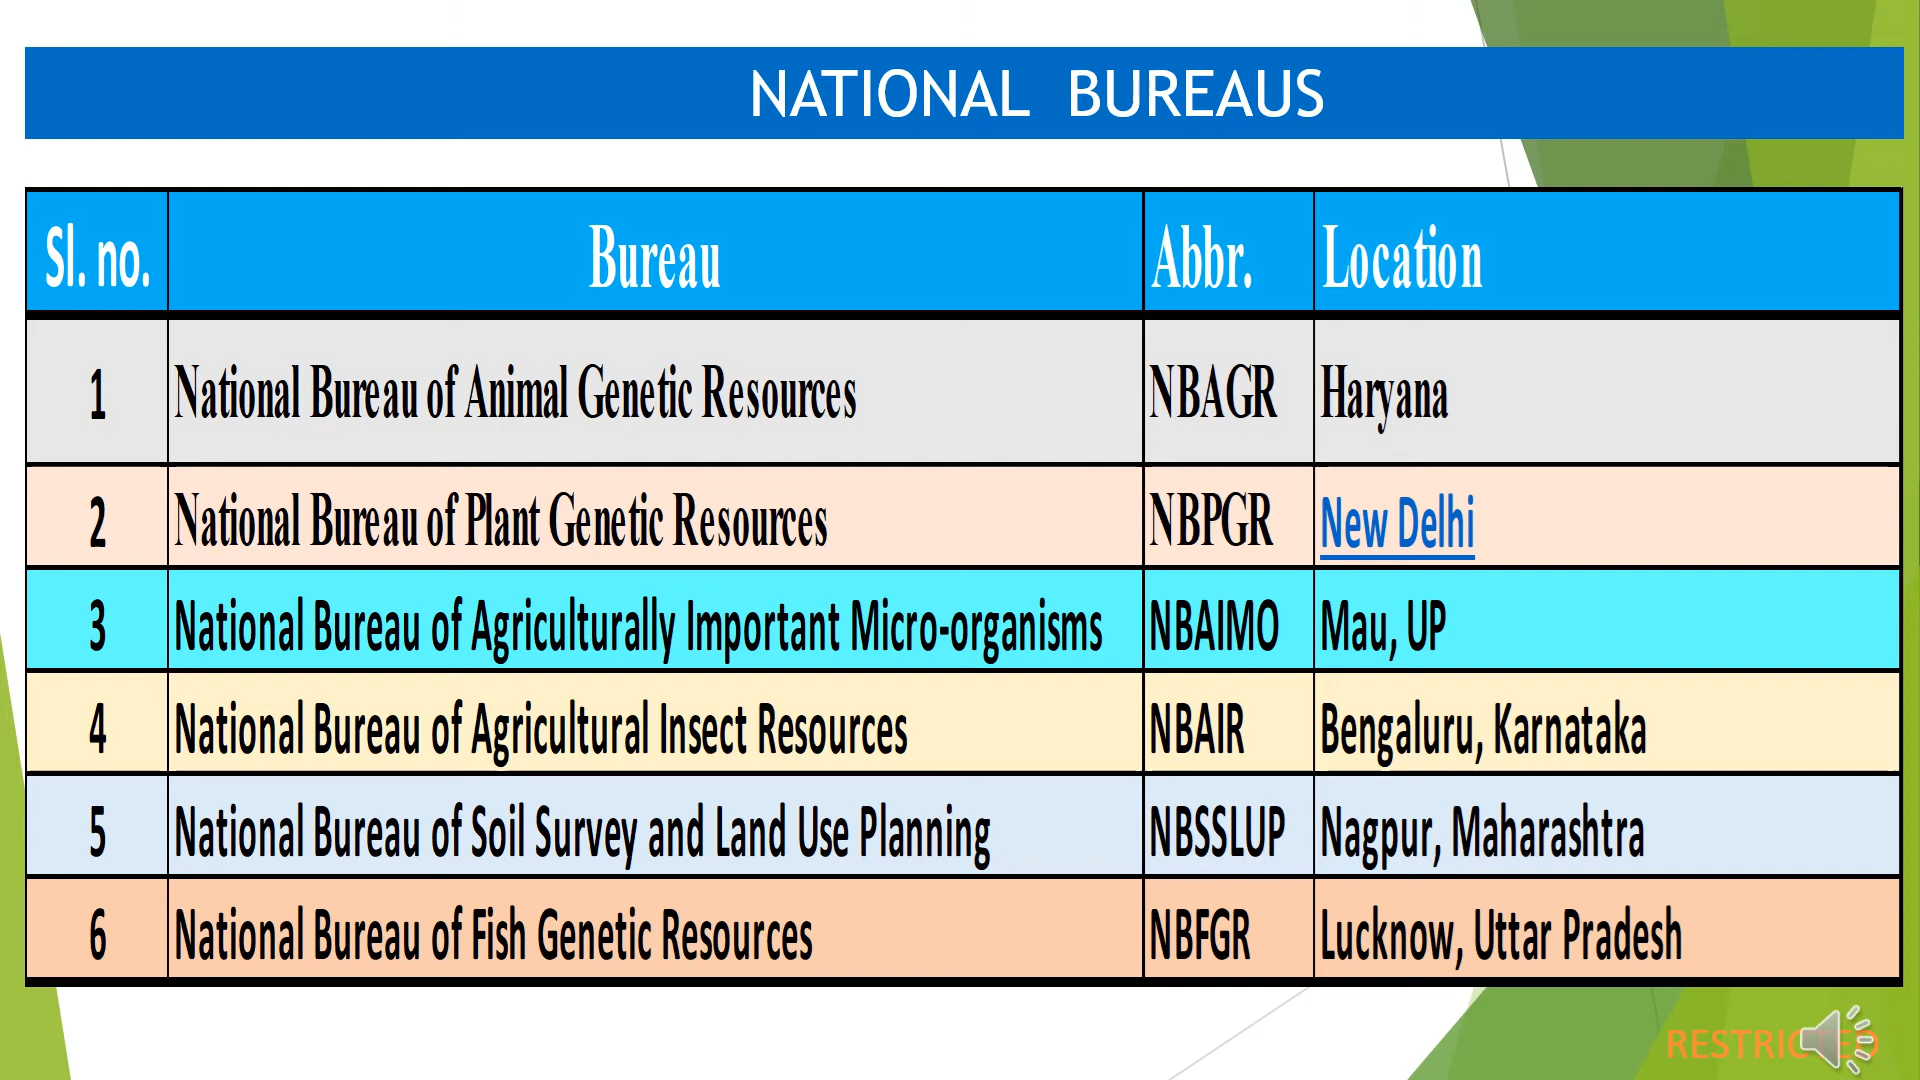 NATIONAL BUREAUS
Sl. no. Bureau Abbr. Location
1 National Bureau of Animal Genetic Resources NBAGR Haryana
2 National Bureau of Plant Genetic Resources NBPGR New Delhi
3 National Bureau of Agriculturally Important Micro-organisms NBAIMO Mau, UP
4 National Bureau of Agricultural Insect Resources NBAIR Bengaluru, Karnataka
5 National Bureau of Soil Survey and Land Use Planning NBSSLUP Nagpur, Maharashtra
6 National Bureau of Fish Genetic Resources NBFGR Lucknow, Uttar Pradesh
RESTRICTED